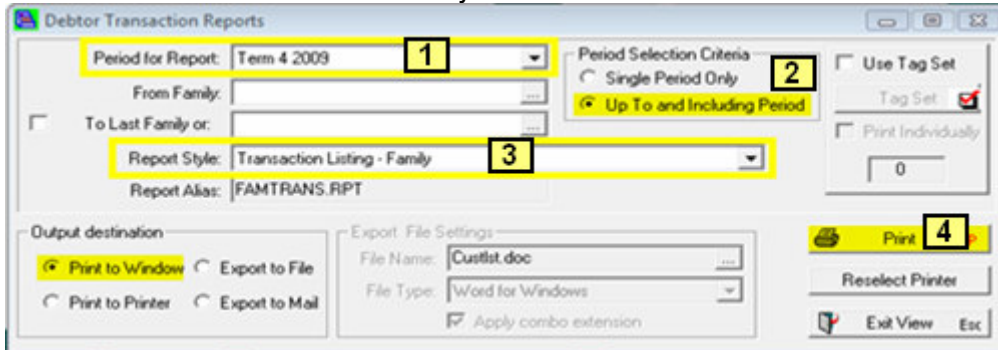 Debtor Transaction Reports
Period for Report: Term 4 2009 1
From Family: ...
To Last Family or: ...
Report Style: Transaction Listing - Family 3
Report Alias: FAMTRANS.RPT
Period Selection Criteria
Single Period Only 2
Up To and Including Period
Use Tag Set
Tag Set
Print Individually
0
Output destination
Print to Window Export to File
Print to Printer Export to Mail
Export File Settings
File Name: Custlst.doc ...
File Type: Word for Windows
Apply combo extension
Print 4
Reselect Printer
Exit View Esc